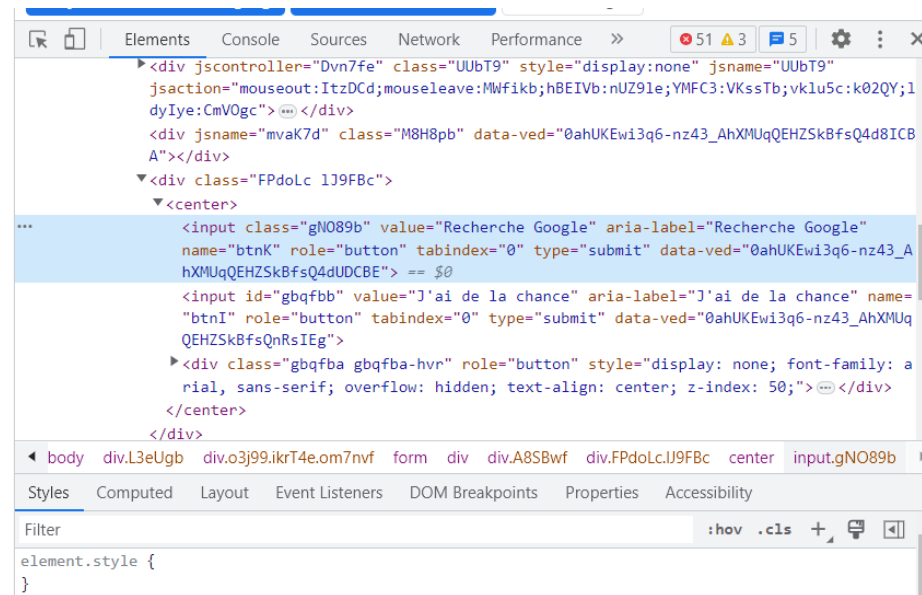 Elements Console Sources Network Performance » 51 3 5
<div jscontroller="Dvn7fe" class="UUbT9" style="display:none" jsname="UUbT9"
jsaction="mouseout:ItzDCd;mouseleave:MWfikb;hBEIVb:nUZ9le;YMFC3:VKssTb;vklu5c:k02QY;l
dyIye:CmVOgc">…</div>
<div jsname="mvaK7d" class="M8H8pb" data-ved="0ahUKEwi3q6-nz43_AhXMUqQEHZSkBfsQ4d8ICB
A"></div>
<div class="FPdoLc lJ9FBc">
<center>
… <input class="gNO89b" value="Recherche Google" aria-label="Recherche Google"
name="btnK" role="button" tabindex="0" type="submit" data-ved="0ahUKEwi3q6-nz43_A
hXMUqQEHZSkBfsQ4dUDCBE"> == $0
<input id="gbqfbb" value="J'ai de la chance" aria-label="J'ai de la chance" name=
"btnI" role="button" tabindex="0" type="submit" data-ved="0ahUKEwi3q6-nz43_AhXMUq
QEHZSkBfsQnRsIEg">
<div class="gbqfba gbqfba-hvr" role="button" style="display: none; font-family: a
rial, sans-serif; overflow: hidden; text-align: center; z-index: 50;">…</div>
</center>
</div>
body div.L3eUgb div.o3j99.ikrT4e.om7nvf form div div.A8SBwf div.FPdoLc.lJ9FBc center input.gNO89b
Styles Computed Layout Event Listeners DOM Breakpoints Properties Accessibility
Filter :hov .cls +
element.style {
}